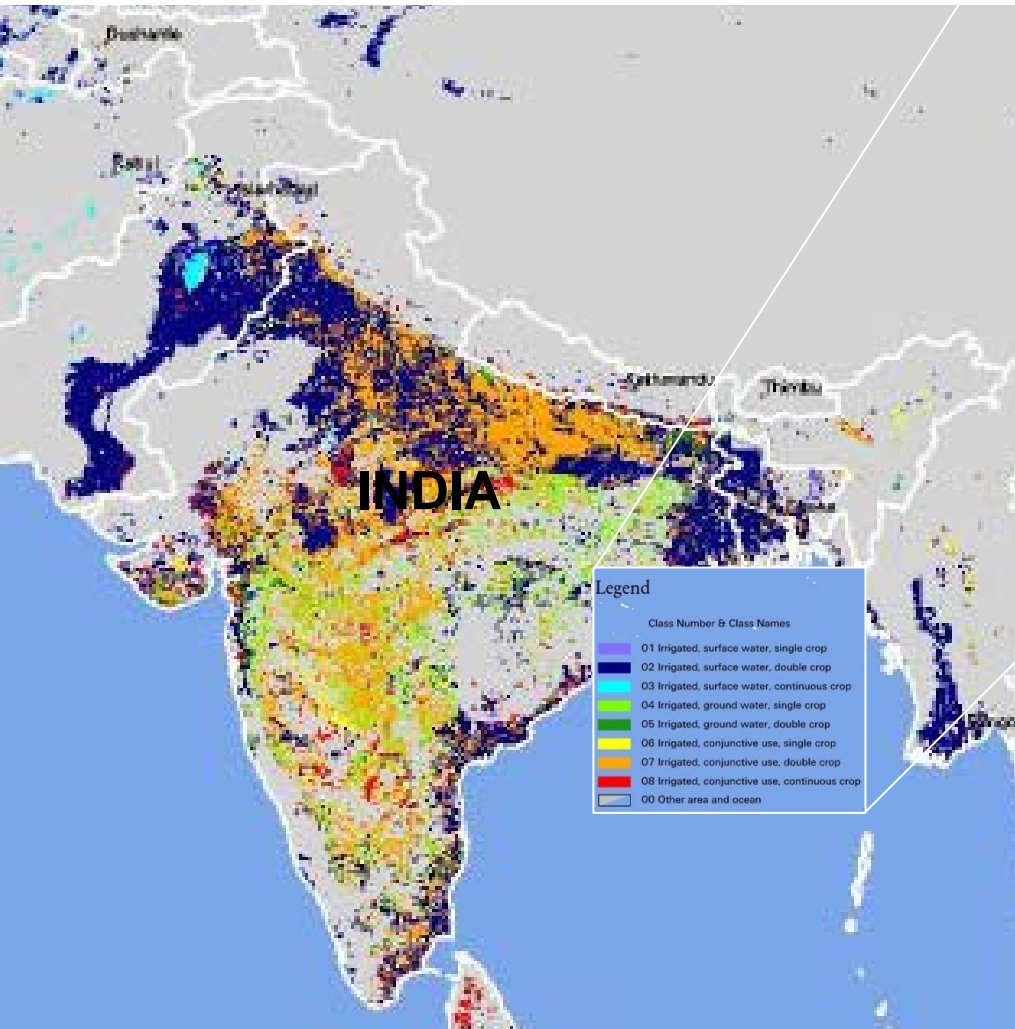 Dushanbe
Kabul
Kathmandu
Thimbu
INDIA
Legend
Class Number & Class Names
01 Irrigated, surface water, single crop
02 Irrigated, surface water, double crop
03 Irrigated, surface water, continuous crop
04 Irrigated, ground water, single crop
05 Irrigated, ground water, double crop
06 Irrigated, conjunctive use, single crop
07 Irrigated, conjunctive use, double crop
08 Irrigated, conjunctive use, continuous crop
00 Other area and ocean